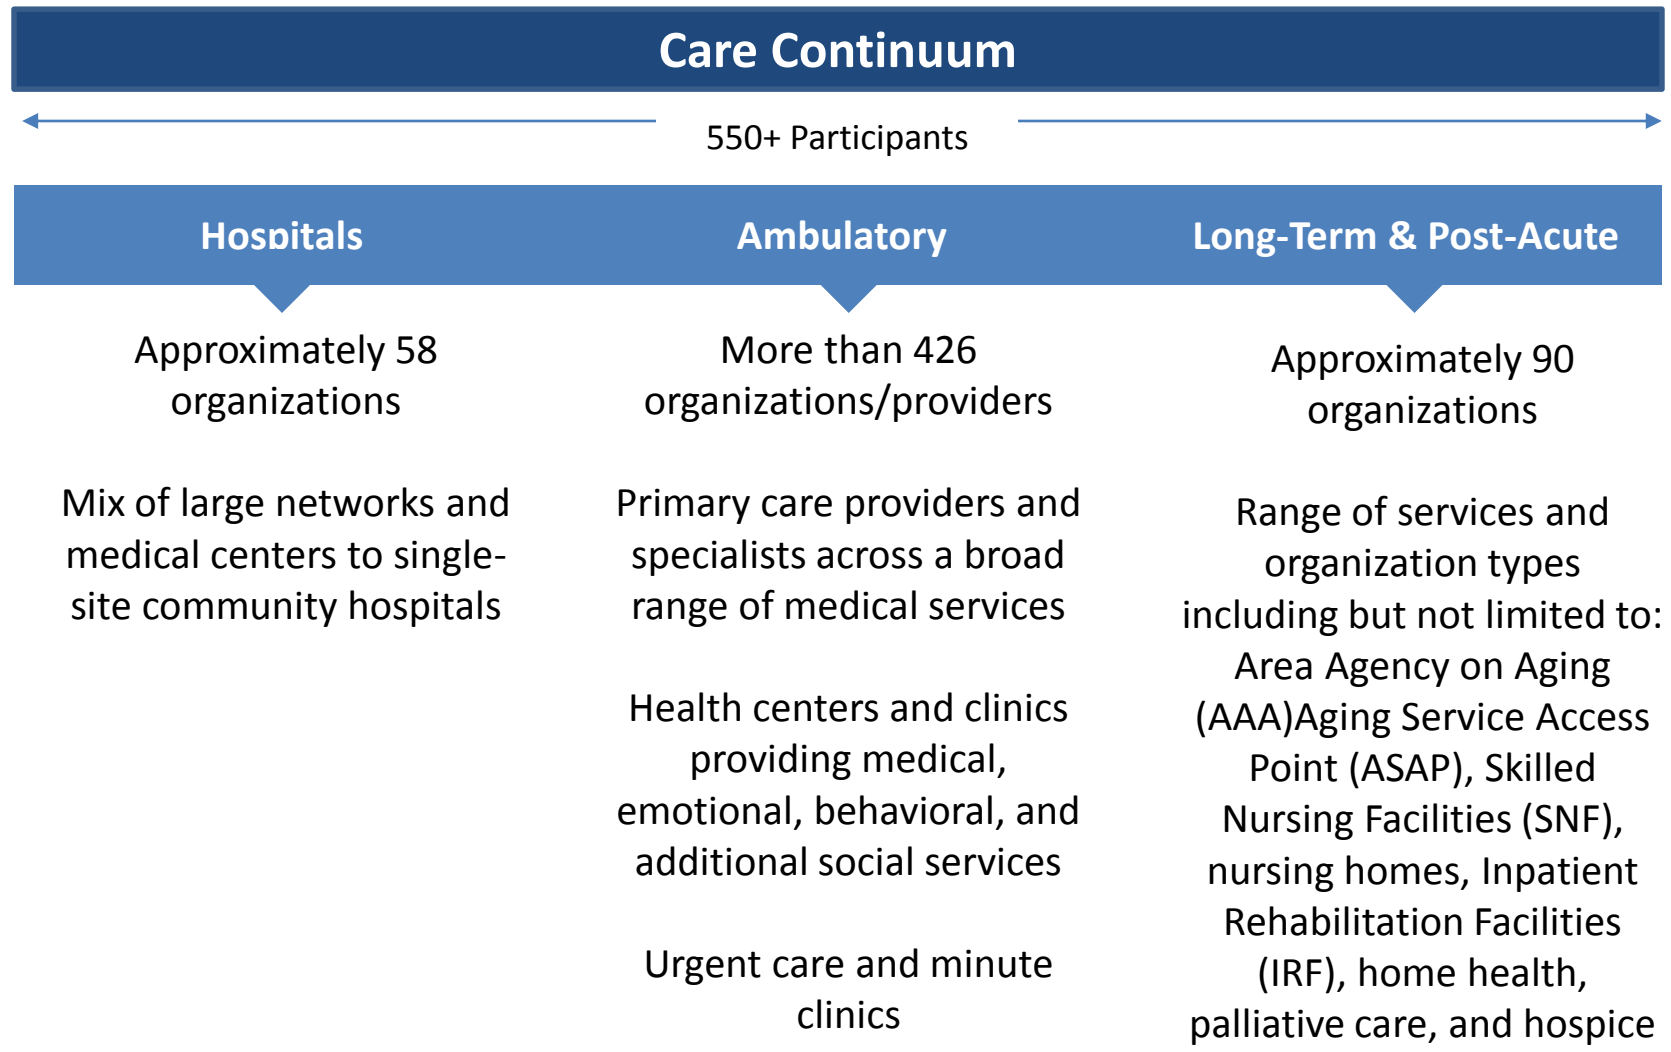 Care Continuum
550+ Participants
Hospitals
Approximately 58
organizations
Mix of large networks and
medical centers to single-
site community hospitals
Ambulatory
More than 426
organizations/providers
Primary care providers and
specialists across a broad
range of medical services
Health centers and clinics
providing medical,
emotional, behavioral, and
additional social services
Urgent care and minute
clinics
Long-Term & Post-Acute
Approximately 90
organizations
Range of services and
organization types
including but not limited to:
Area Agency on Aging
(AAA)Aging Service Access
Point (ASAP), Skilled
Nursing Facilities (SNF),
nursing homes, Inpatient
Rehabilitation Facilities
(IRF), home health,
palliative care, and hospice